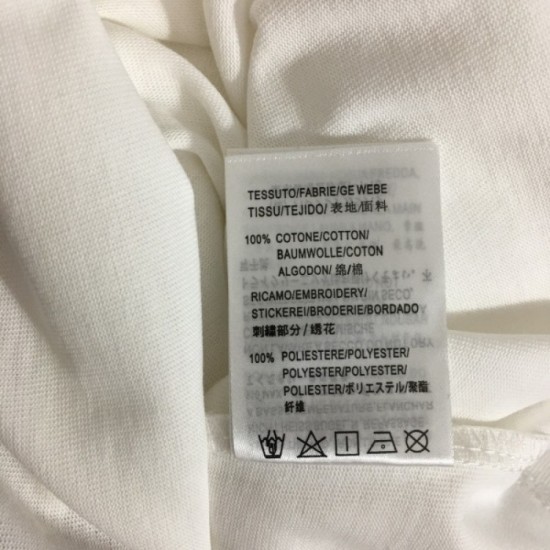 TESSUTO/FABRIE/GE WEBE
TISSU/TEJIDO/表地/面料
100% COTONE/COTTON/
BAUMWOLLE/COTON
ALGODON/绵/棉
RICAMO/EMBROIDERY/
STICKEREI/BRODERIE/BORDADO
刺繍部分/绣花
100% POLIESTERE/POLYESTER/
POLYESTER/POLYESTER/
POLIESTER/ポリエステル/聚酯
纤维